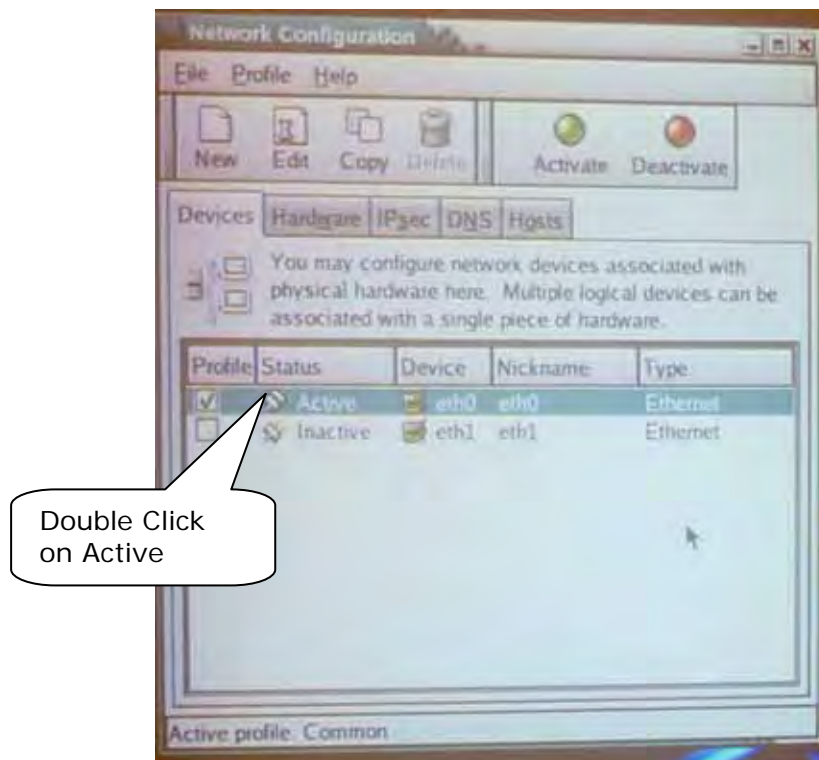 Network Configuration
File Profile Help
New Edit Copy Delete Activate Deactivate
Devices Hardware IPsec DNS Hosts
You may configure network devices associated with
physical hardware here. Multiple logical devices can be
associated with a single piece of hardware.
Profile Status Device Nickname Type
Active eth0 eth0 Ethernet
Inactive eth1 eth1 Ethernet
Double Click
on Active
Active profile: Common